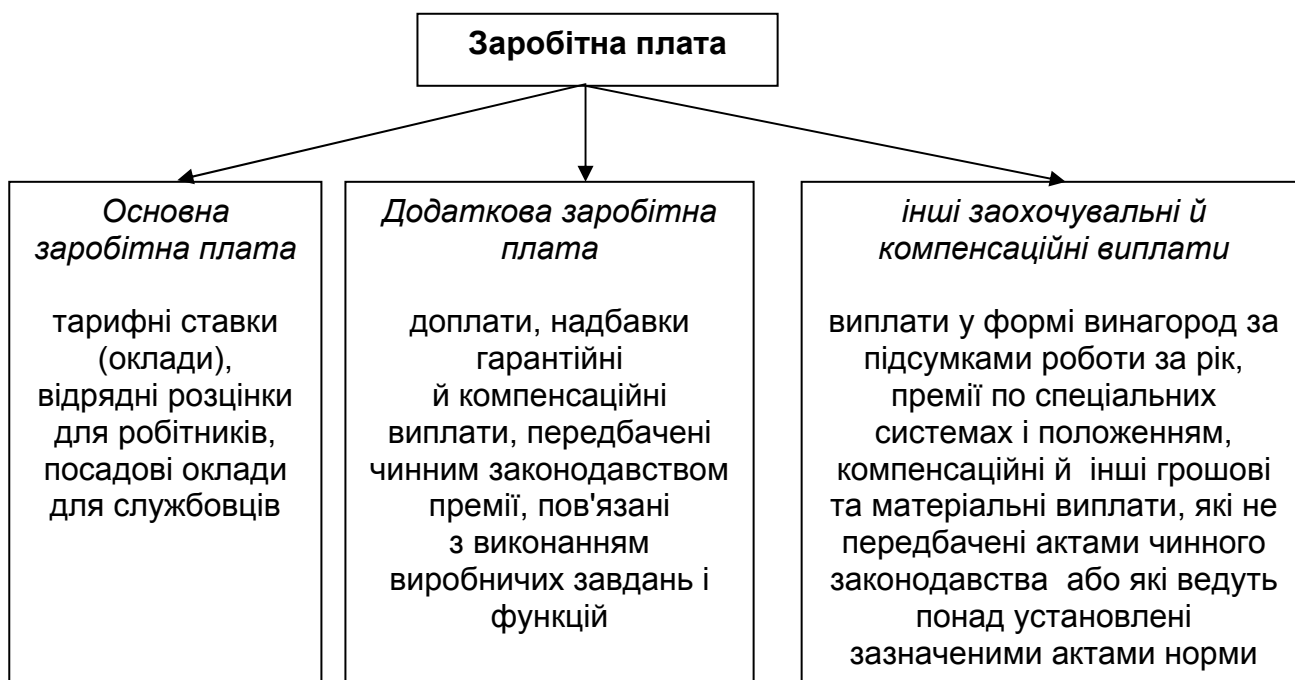 Заробітна плата
Основна
заробітна плата
тарифні ставки
(оклади),
відрядні розцінки
для робітників,
посадові оклади
для службовців
Додаткова заробітна
плата
доплати, надбавки
гарантійні
й компенсаційні
виплати, передбачені
чинним законодавством
премії, пов'язані
з виконанням
виробничих завдань і
функцій
інші заохочувальні й
компенсаційні виплати
виплати у формі винагород за
підсумками роботи за рік,
премії по спеціальних
системах і положенням,
компенсаційні й інші грошові
та матеріальні виплати, які не
передбачені актами чинного
законодавства або які ведуть
понад установлені
зазначеними актами норми